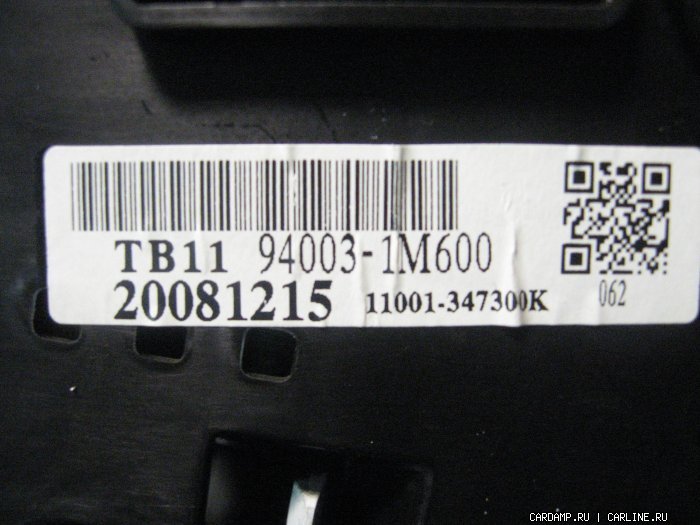 TB11 94003-1M600
20081215 11001-347300K
062
CARDAMP.RU | CARLINE.RU